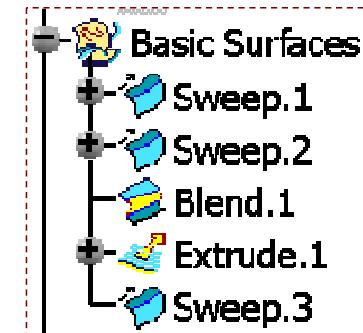 Basic Surfaces
Sweep.1
Sweep.2
Blend.1
Extrude.1
Sweep.3